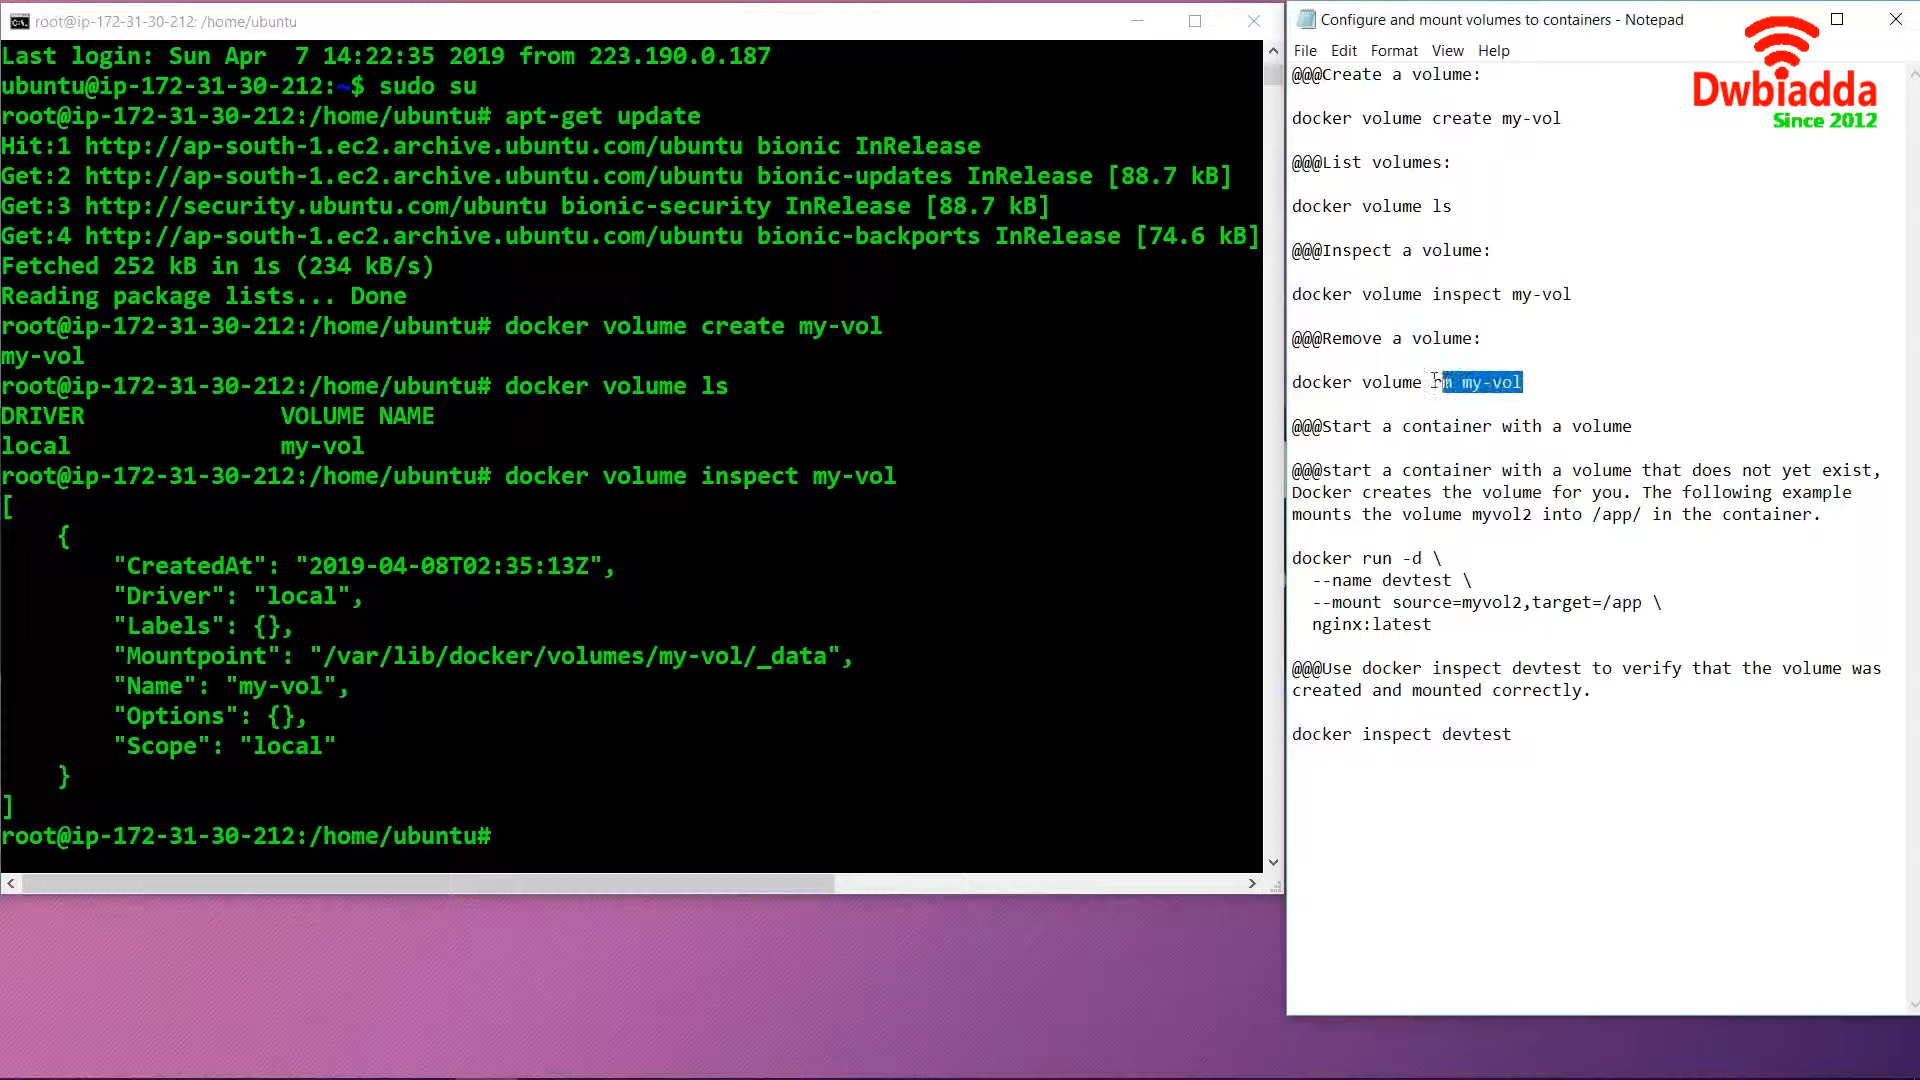 root@ip-172-31-30-212: /home/ubuntu
Last login: Sun Apr  7 14:22:35 2019 from 223.190.0.187
ubuntu@ip-172-31-30-212:~$ sudo su
root@ip-172-31-30-212:/home/ubuntu# apt-get update
Hit:1 http://ap-south-1.ec2.archive.ubuntu.com/ubuntu bionic InRelease
Get:2 http://ap-south-1.ec2.archive.ubuntu.com/ubuntu bionic-updates InRelease [88.7 kB]
Get:3 http://security.ubuntu.com/ubuntu bionic-security InRelease [88.7 kB]
Get:4 http://ap-south-1.ec2.archive.ubuntu.com/ubuntu bionic-backports InRelease [74.6 kB]
Fetched 252 kB in 1s (234 kB/s)
Reading package lists... Done
root@ip-172-31-30-212:/home/ubuntu# docker volume create my-vol
my-vol
root@ip-172-31-30-212:/home/ubuntu# docker volume ls
DRIVER              VOLUME NAME
local               my-vol
root@ip-172-31-30-212:/home/ubuntu# docker volume inspect my-vol
[
    {
        "CreatedAt": "2019-04-08T02:35:13Z",
        "Driver": "local",
        "Labels": {},
        "Mountpoint": "/var/lib/docker/volumes/my-vol/_data",
        "Name": "my-vol",
        "Options": {},
        "Scope": "local"
    }
]
root@ip-172-31-30-212:/home/ubuntu#
Configure and mount volumes to containers - Notepad
File Edit Format View Help
Dwbiadda
Since 2012
@@@Create a volume:
docker volume create my-vol
@@@List volumes:
docker volume ls
@@@Inspect a volume:
docker volume inspect my-vol
@@@Remove a volume:
docker volume rm my-vol
@@@Start a container with a volume
@@@start a container with a volume that does not yet exist,
Docker creates the volume for you. The following example
mounts the volume myvol2 into /app/ in the container.
docker run -d \
  --name devtest \
  --mount source=myvol2,target=/app \
  nginx:latest
@@@Use docker inspect devtest to verify that the volume was
created and mounted correctly.
docker inspect devtest